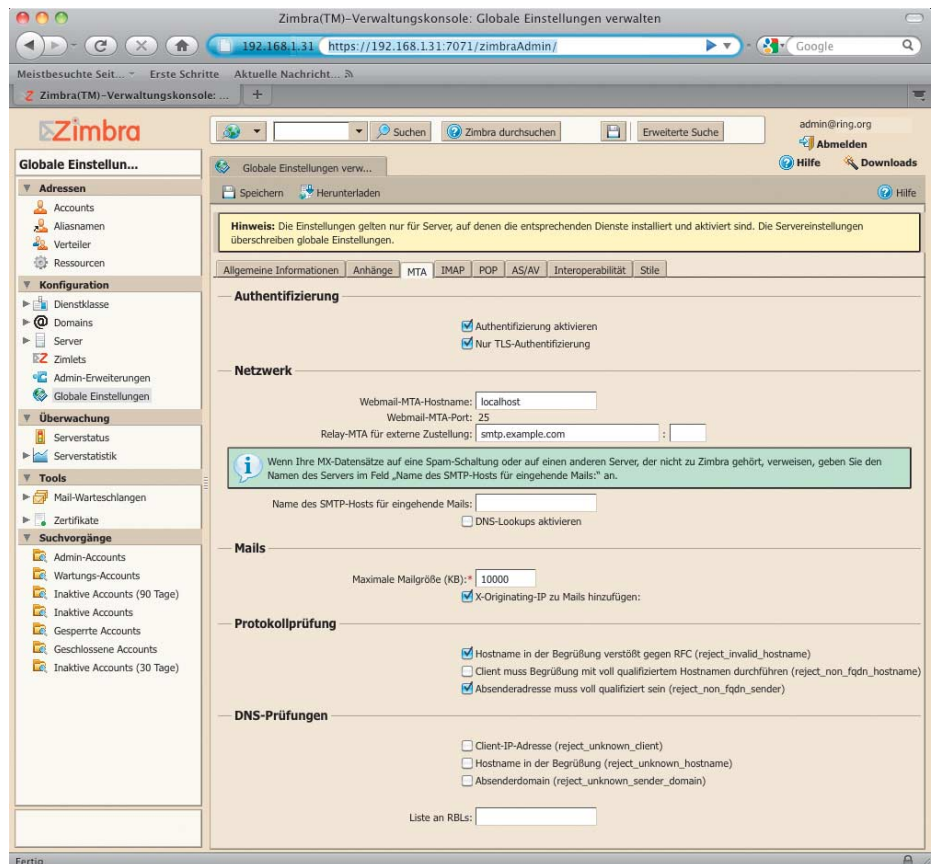 Zimbra(TM)–Verwaltungskonsole: Globale Einstellungen verwalten
192.168.1.31 https://192.168.1.31:7071/zimbraAdmin/
Google
Meistbesuchte Seit... Erste Schritte Aktuelle Nachricht...
Zimbra(TM)–Verwaltungskonsole: ... +
Zimbra
Suchen Zimbra durchsuchen Erweiterte Suche
admin@ring.org
Abmelden
Globale Einstellun...
Globale Einstellungen verw...
Hilfe Downloads
Speichern Herunterladen Hilfe
Adressen
Accounts
Aliasnamen
Verteiler
Ressourcen
Konfiguration
Dienstklasse
Domains
Server
Zimlets
Admin-Erweiterungen
Globale Einstellungen
Überwachung
Serverstatus
Serverstatistik
Tools
Mail-Warteschlangen
Zertifikate
Suchvorgänge
Admin-Accounts
Wartungs-Accounts
Inaktive Accounts (90 Tage)
Inaktive Accounts
Gesperrte Accounts
Geschlossene Accounts
Inaktive Accounts (30 Tage)
Hinweis: Die Einstellungen gelten nur für Server, auf denen die entsprechenden Dienste installiert und aktiviert sind. Die Servereinstellungen
überschreiben globale Einstellungen.
Allgemeine Informationen Anhänge MTA IMAP POP AS/AV Interoperabilität Stile
Authentifizierung
Authentifizierung aktivieren
Nur TLS-Authentifizierung
Netzwerk
Webmail-MTA-Hostname: localhost
Webmail-MTA-Port: 25
Relay-MTA für externe Zustellung: smtp.example.com :
Wenn Ihre MX-Datensätze auf eine Spam-Schaltung oder auf einen anderen Server, der nicht zu Zimbra gehört, verweisen, geben Sie den
Namen des Servers im Feld „Name des SMTP-Hosts für eingehende Mails:“ an.
Name des SMTP-Hosts für eingehende Mails:
DNS-Lookups aktivieren
Mails
Maximale Mailgröße (KB):* 10000
X-Originating-IP zu Mails hinzufügen:
Protokollprüfung
Hostname in der Begrüßung verstößt gegen RFC (reject_invalid_hostname)
Client muss Begrüßung mit voll qualifiziertem Hostnamen durchführen (reject_non_fqdn_hostname)
Absenderadresse muss voll qualifiziert sein (reject_non_fqdn_sender)
DNS-Prüfungen
Client-IP-Adresse (reject_unknown_client)
Hostname in der Begrüßung (reject_unknown_hostname)
Absenderdomain (reject_unknown_sender_domain)
Liste an RBLs:
Fertig